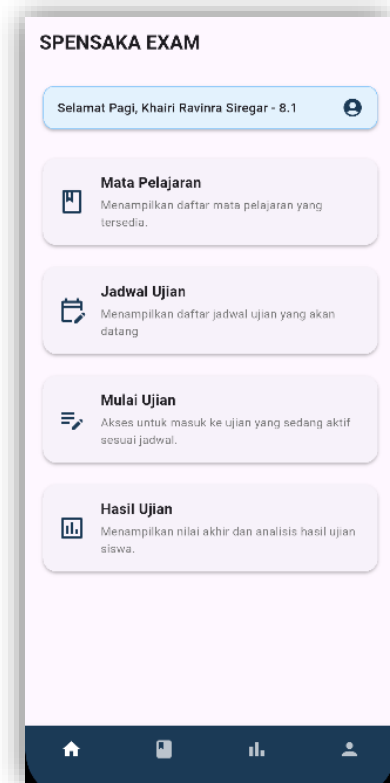 SPENSAKA EXAM
Selamat Pagi, Khairi Ravinra Siregar - 8.1
Mata Pelajaran
Menampilkan daftar mata pelajaran yang
tersedia.
Jadwal Ujian
Menampilkan daftar jadwal ujian yang akan
datang
Mulai Ujian
Akses untuk masuk ke ujian yang sedang aktif
sesuai jadwal.
Hasil Ujian
Menampilkan nilai akhir dan analisis hasil ujian
siswa.